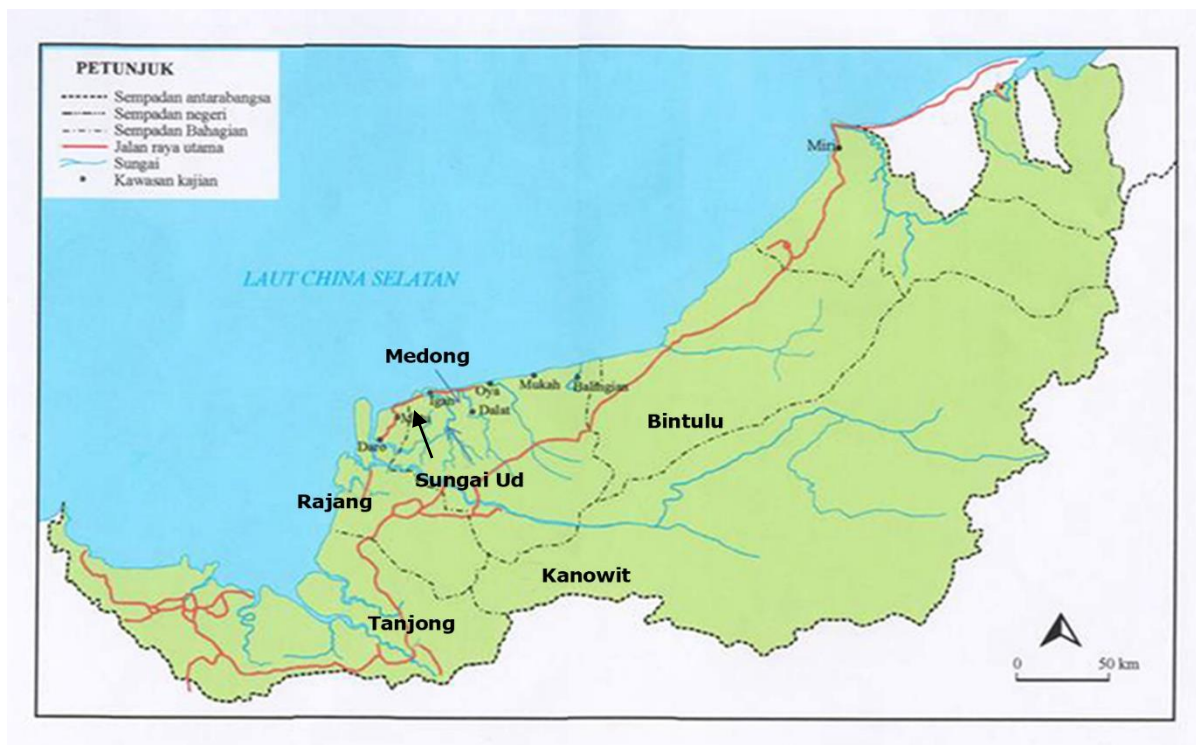 PETUNJUK
Sempadan antarabangsa
Sempadan negeri
Sempadan Bahagian
Jalan raya utama
Sungai
Kawasan kajian
Miri
LAUT CHINA SELATAN
Medong
Oya
Mukah
Balingian
Igan
Dalat
Matu
Daro
Bintulu
Sungai Ud
Rajang
Kanowit
Tanjong
0 50 km